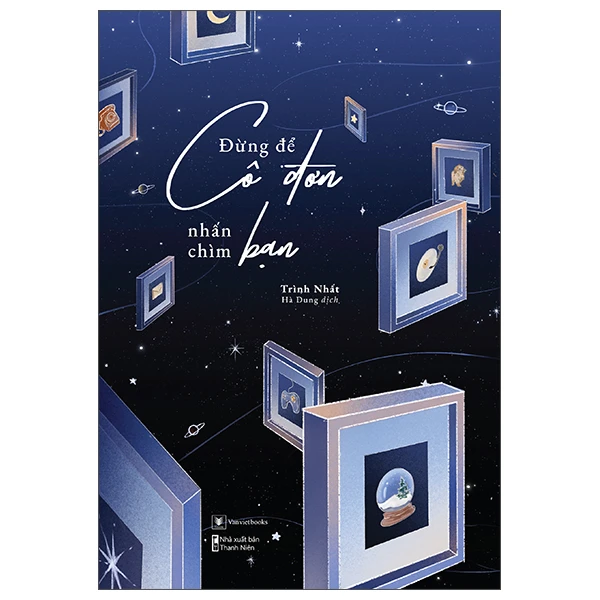 Đừng để
Cô đơn
nhấn
chìm bạn
Trình Nhất
Hà Dung dịch
Vanvietbooks
Nhà xuất bản
Thanh Niên